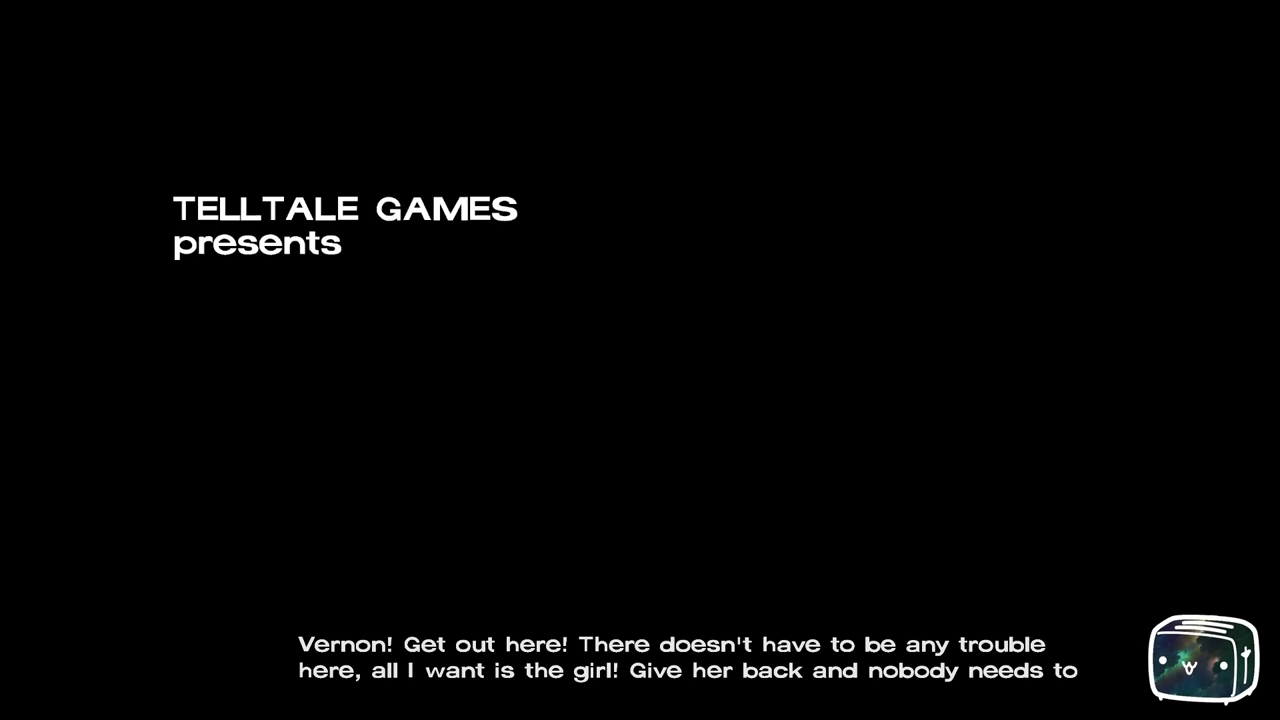 TELLTALE GAMES
presents
Vernon! Get out here! There doesn't have to be any trouble
here, all I want is the girl! Give her back and nobody needs to